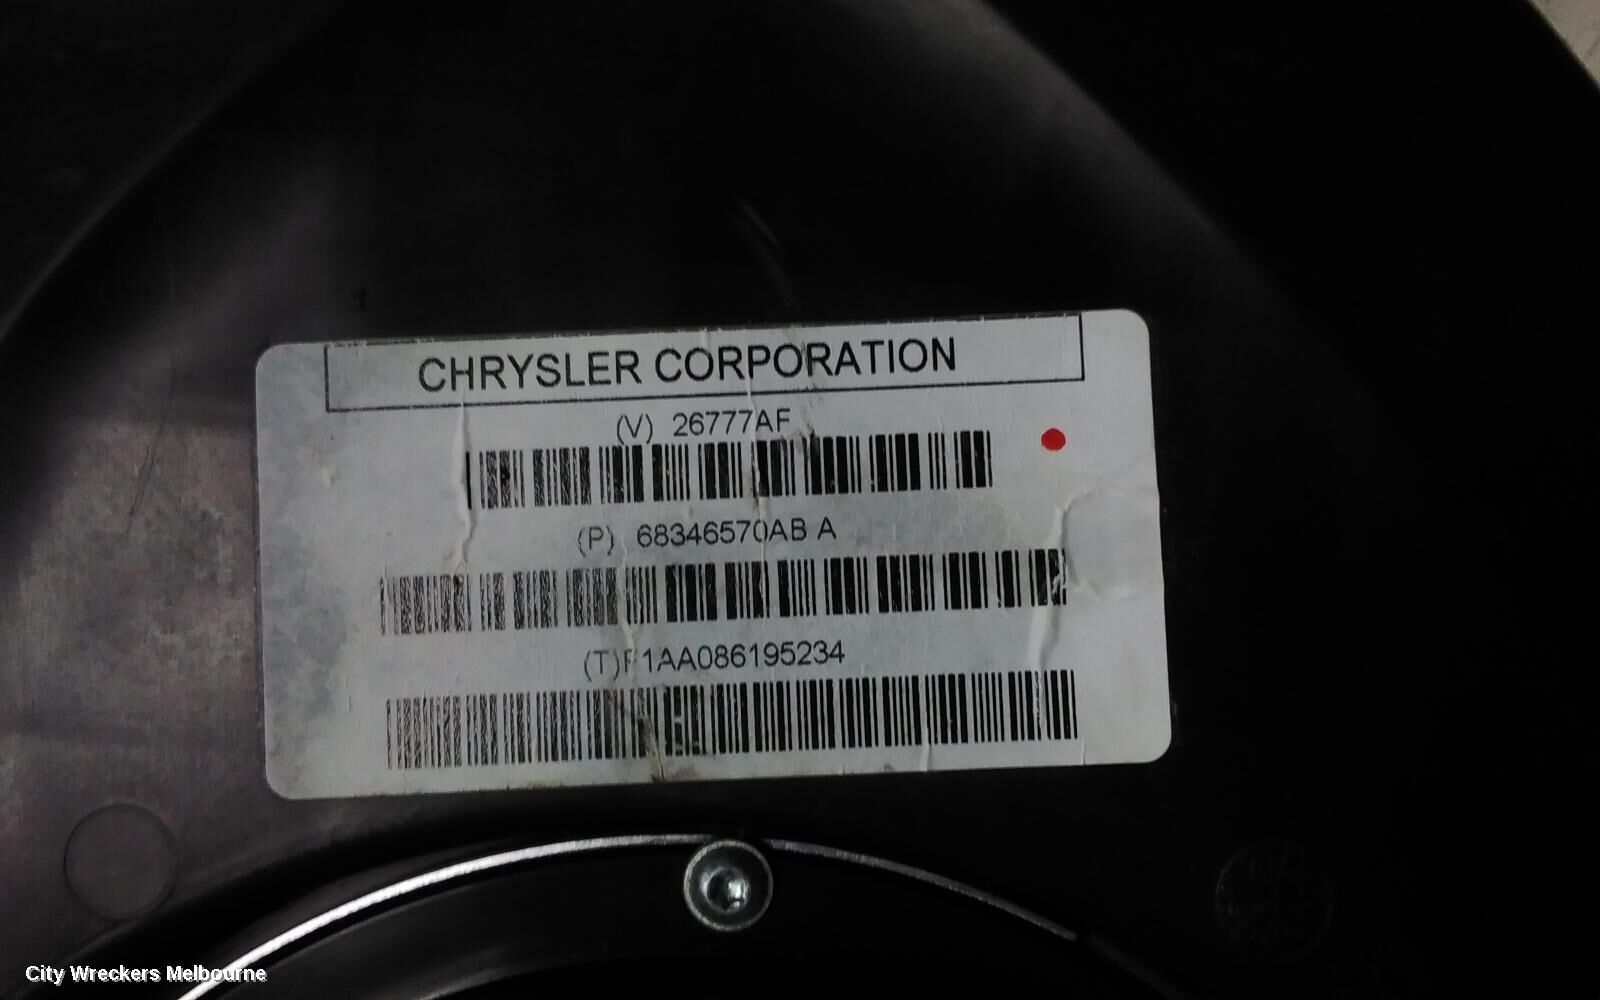 CHRYSLER CORPORATION
(V) 26777AF
(P) 68346570AB A
(T)F1AA086195234
City Wreckers Melbourne